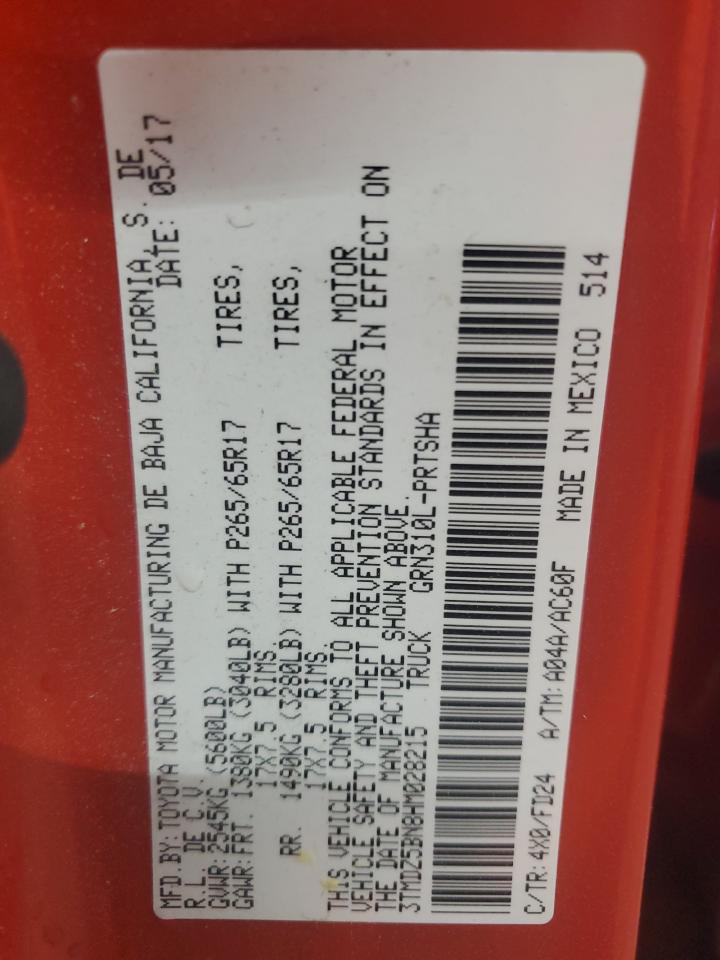 MFD.BY:TOYOTA MOTOR MANUFACTURING DE BAJA CALIFORNIA, S. DE
R.L. DE C.V. DATE: 05/17
GVWR:2545KG (5600LB)
GAWR:FRT. 1380KG (3040LB) WITH P265/65R17 TIRES,
17X7.5 RIMS,
RR. 1490KG (3280LB) WITH P265/65R17 TIRES,
17X7.5 RIMS.
THIS VEHICLE CONFORMS TO ALL APPLICABLE FEDERAL MOTOR
VEHICLE SAFETY AND THEFT PREVENTION STANDARDS IN EFFECT ON
THE DATE OF MANUFACTURE SHOWN ABOVE.
3TMDZ5BN8HM028215 TRUCK GRN310L-PRTSHA
C/TR:4X0/FD24 A/TM:A04A/AC60F MADE IN MEXICO 514